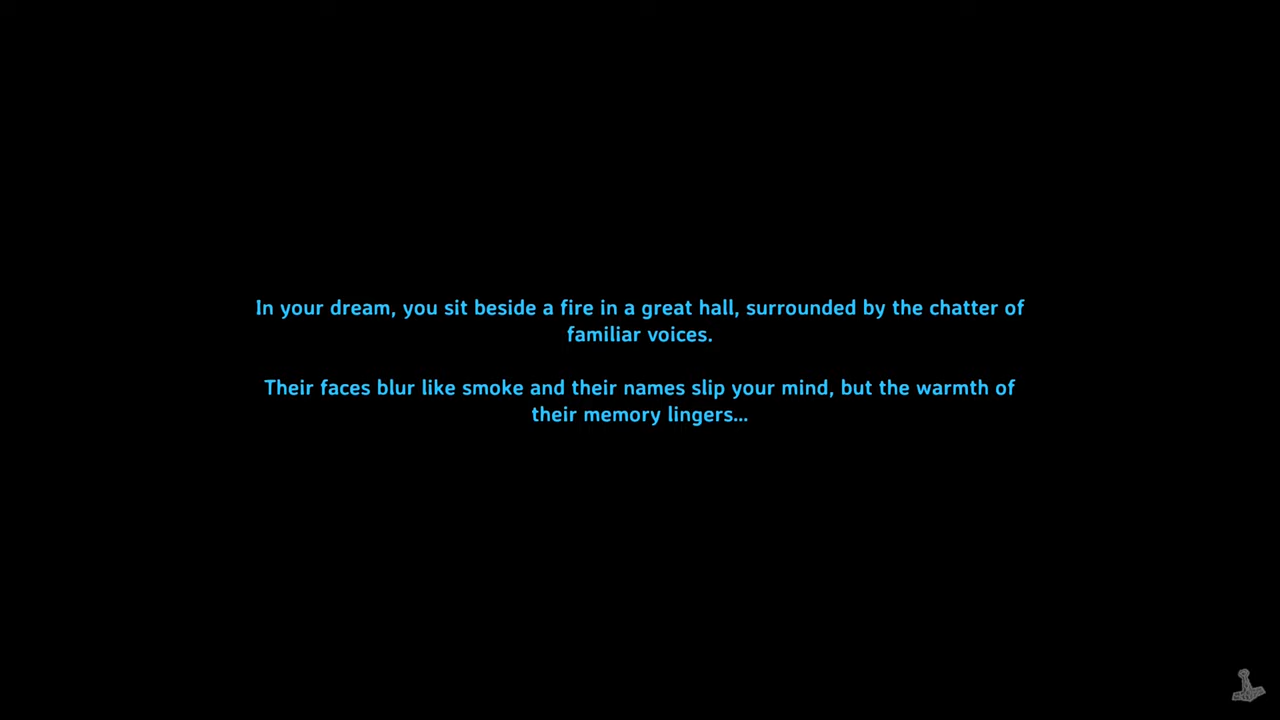 In your dream, you sit beside a fire in a great hall, surrounded by the chatter of
familiar voices.
Their faces blur like smoke and their names slip your mind, but the warmth of
their memory lingers...